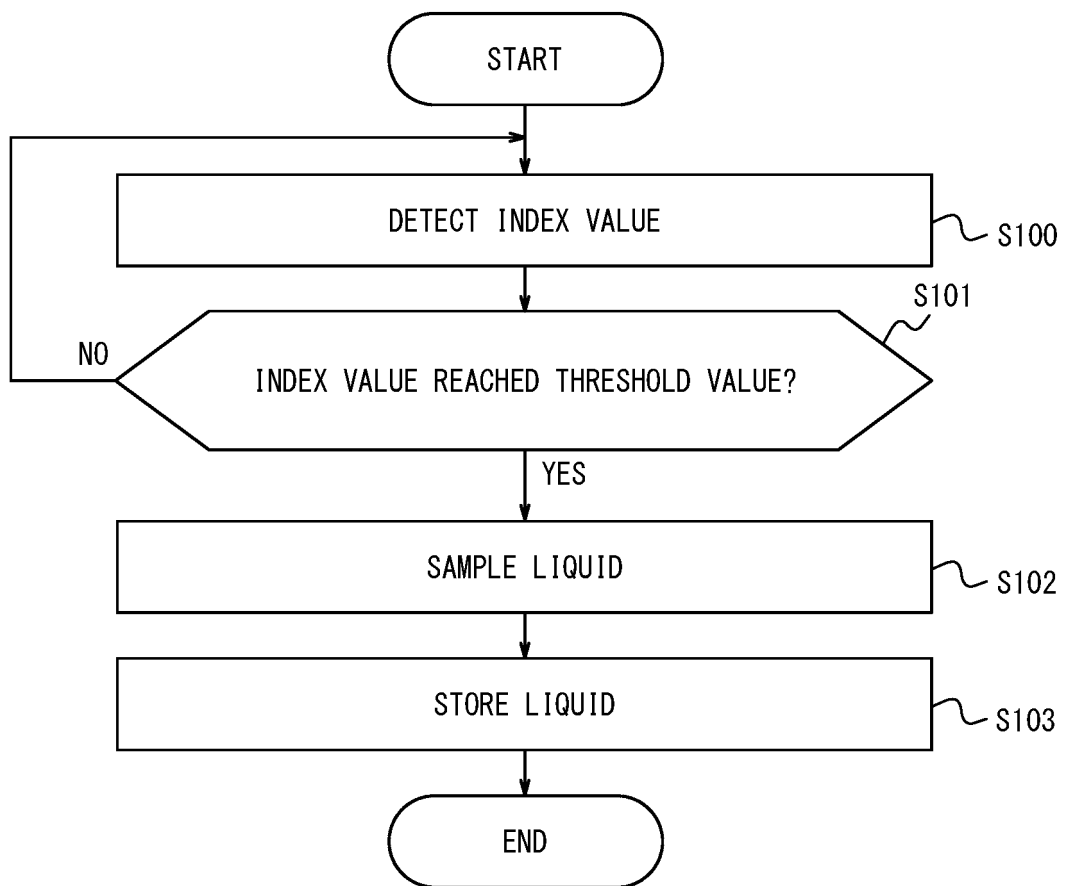 START
DETECT INDEX VALUE
S100
S101
NO
INDEX VALUE REACHED THRESHOLD VALUE?
YES
SAMPLE LIQUID
S102
STORE LIQUID
S103
END